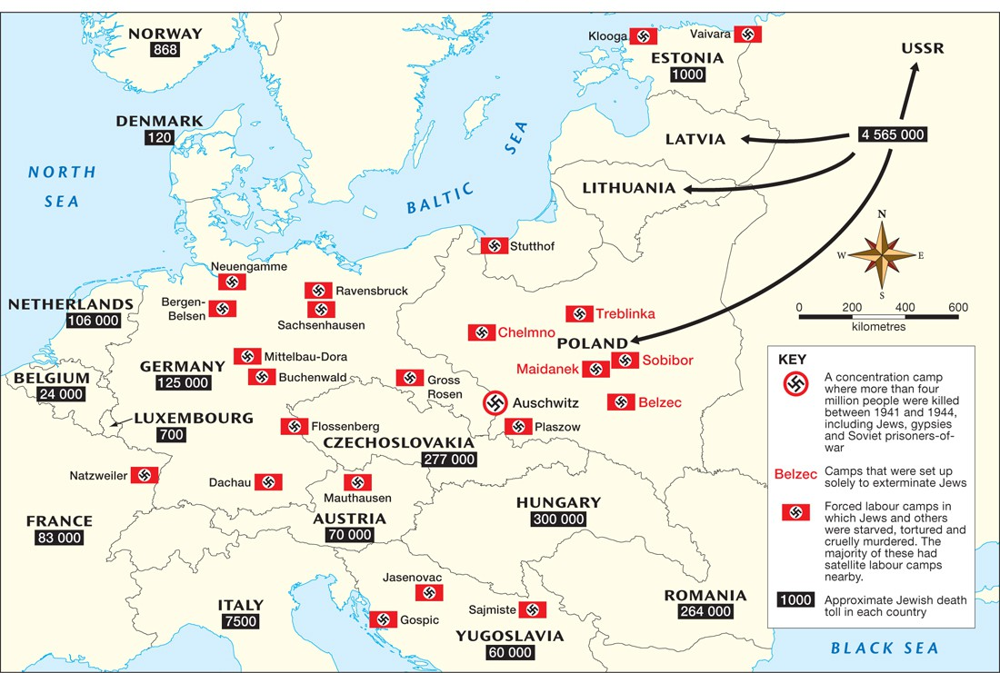 NORWAY
868
Klooga
Vaivara
ESTONIA
1000
USSR
DENMARK
120
LATVIA
4 565 000
NORTH
SEA
BALTIC
SEA
LITHUANIA
N
W
E
S
Stutthof
Neuengamme
Ravensbruck
Bergen-
Belsen
Sachsenhausen
NETHERLANDS
106 000
Treblinka
Chelmno
POLAND
0 200 400 600
kilometres
Mittelbau-Dora
Sobibor
Maidanek
GERMANY
125 000
Buchenwald
BELGIUM
24 000
Gross
Rosen
Auschwitz
Belzec
LUXEMBOURG
700
Flossenberg
Plaszow
CZECHOSLOVAKIA
277 000
Natzweiler
Dachau
Mauthausen
HUNGARY
300 000
FRANCE
83 000
AUSTRIA
70 000
Jasenovac
ITALY
7500
Gospic
Sajmiste
ROMANIA
264 000
YUGOSLAVIA
60 000
BLACK SEA
KEY
A concentration camp
where more than four
million people were killed
between 1941 and 1944,
including Jews, gypsies
and Soviet prisoners-of-
war
Belzec
Camps that were set up
solely to exterminate Jews
Forced labour camps in
which Jews and others
were starved, tortured and
cruelly murdered. The
majority of these had
satellite labour camps
nearby.
1000
Approximate Jewish death
toll in each country